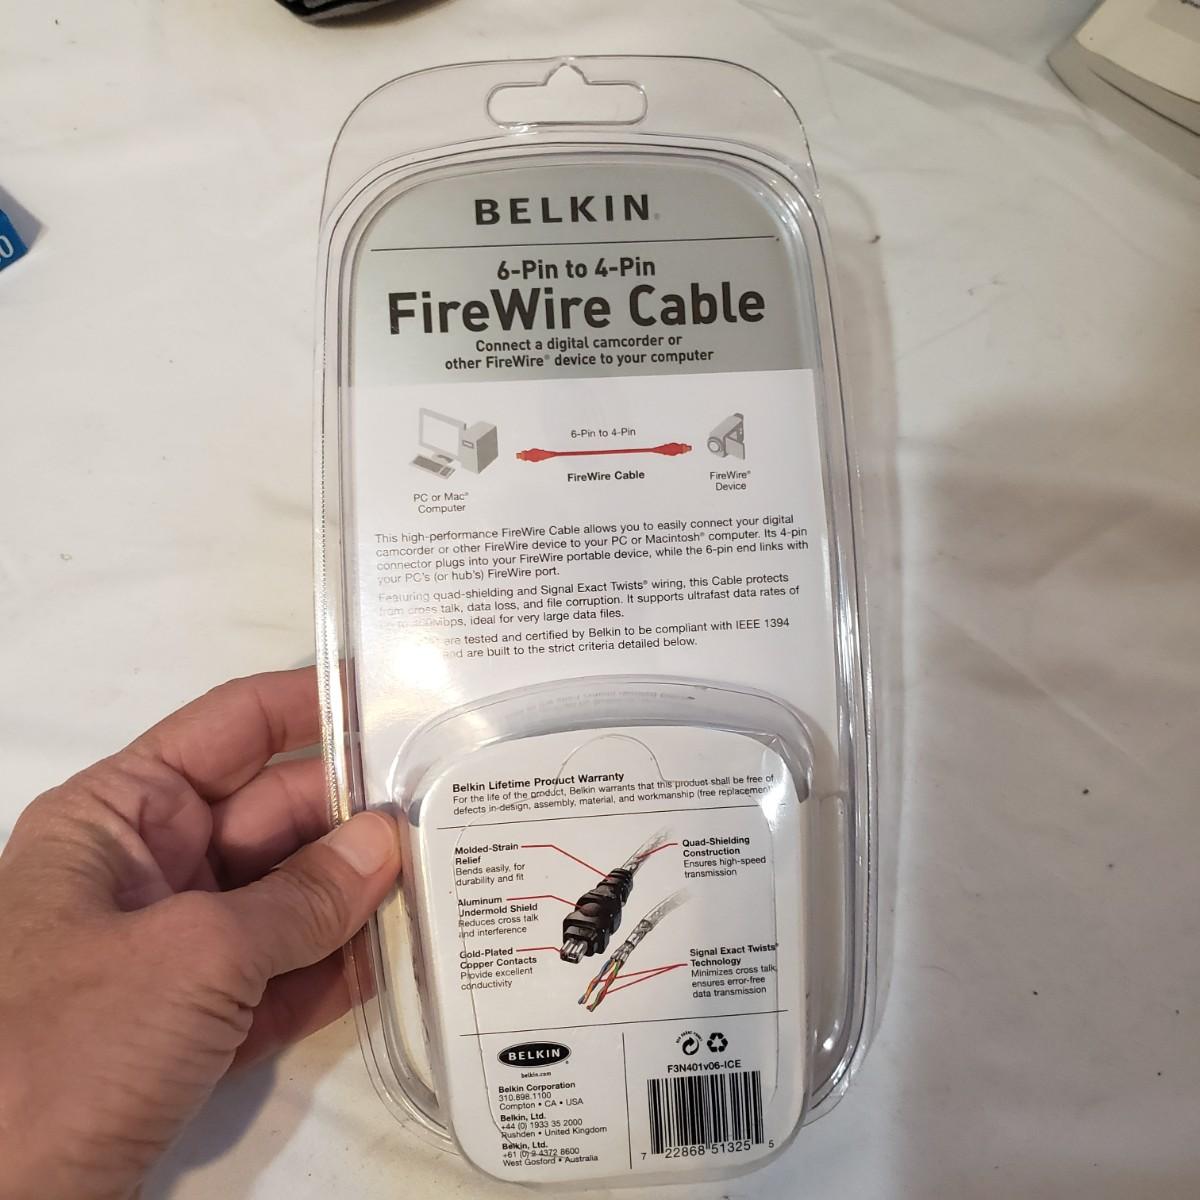 BELKIN
6-Pin to 4-Pin
FireWire Cable
Connect a digital camcorder or
other FireWire® device to your computer
6-Pin to 4-Pin
FireWire Cable
PC or Mac®
Computer
FireWire®
Device
This high-performance FireWire Cable allows you to easily connect your digital
camcorder or other FireWire device to your PC or Macintosh® computer. Its 4-pin
connector plugs into your FireWire portable device, while the 6-pin end links with
your PC's (or hub's) FireWire port.
Featuring quad-shielding and Signal Exact Twists® wiring, this Cable protects
from cross talk, data loss, and file corruption. It supports ultrafast data rates of
up to 400Mbps, ideal for very large data files.
are tested and certified by Belkin to be compliant with IEEE 1394
and are built to the strict criteria detailed below.
Belkin Lifetime Product Warranty
For the life of the product, Belkin warrants that this product shall be free of
defects in design, assembly, material, and workmanship (free replacement)
Molded-Strain
Relief
Bends easily, for
durability and fit
Aluminum
Undermold Shield
Reduces cross talk
and interference
Gold-Plated
Copper Contacts
Provide excellent
conductivity
Quad-Shielding
Construction
Ensures high-speed
transmission
Signal Exact Twists®
Technology
Minimizes cross talk,
ensures error-free
data transmission
BELKIN®
belkin.com
Belkin Corporation
310.898.1100
Compton • CA • USA
Belkin, Ltd.
+44 (0) 1933 35 2000
Rushden • United Kingdom
Belkin, Ltd.
+61 (0) 2 4372 8600
West Gosford • Australia
F3N401v06-ICE
7 22868 51325 5